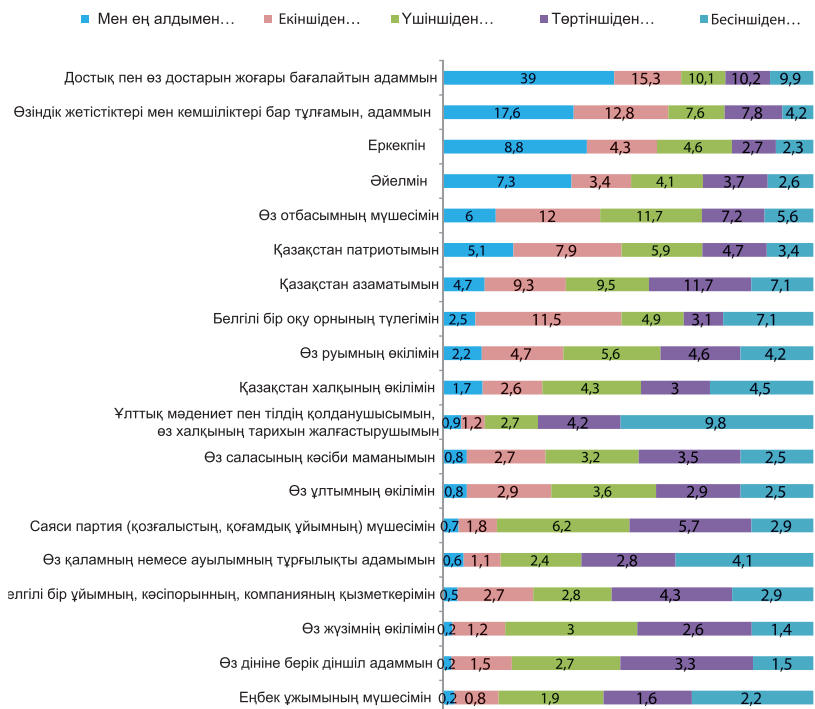 Мен ең алдымен… Екіншіден… Үшіншіден… Төртіншіден… Бесіншіден…
Достық пен өз достарын жоғары бағалайтын адаммын 39 15,3 10,1 10,2 9,9
Өзіндік жетістіктері мен кемшіліктері бар тұлғамын, адаммын 17,6 12,8 7,6 7,8 4,2
Еркекпін 8,8 4,3 4,6 2,7 2,3
Әйелмін 7,3 3,4 4,1 3,7 2,6
Өз отбасымның мүшесімін 6 12 11,7 7,2 5,6
Қазақстан патриотымын 5,1 7,9 5,9 4,7 3,4
Қазақстан азаматымын 4,7 9,3 9,5 11,7 7,1
Белгілі бір оқу орнының түлегімін 2,5 11,5 4,9 3,1 7,1
Өз руымның өкілімін 2,2 4,7 5,6 4,6 4,2
Қазақстан халқының өкілімін 1,7 2,6 4,3 3 4,5
Ұлттық мәдениет пен тілдің қолданушысымын,
өз халқының тарихын жалғастырушымын 0,9 1,2 2,7 4,2 9,8
Өз саласының кәсіби маманымын 0,8 2,7 3,2 3,5 2,5
Өз ұлтымның өкілімін 0,8 2,9 3,6 2,9 2,5
Саяси партия (қозғалыстың, қоғамдық ұйымның) мүшесімін 0,7 1,8 6,2 5,7 2,9
Өз қаламның немесе ауылымның тұрғылықты адамымын 0,6 1,1 2,4 2,8 4,1
елгілі бір ұйымның, кәсіпорынның, компанияның қызметкерімін 0,5 2,7 2,8 4,3 2,9
Өз жүзімнің өкілімін 0,2 1,2 3 2,6 1,4
Өз дініне берік діншіл адаммын 0,2 1,5 2,7 3,3 1,5
Еңбек ұжымының мүшесімін 0,2 0,8 1,9 1,6 2,2